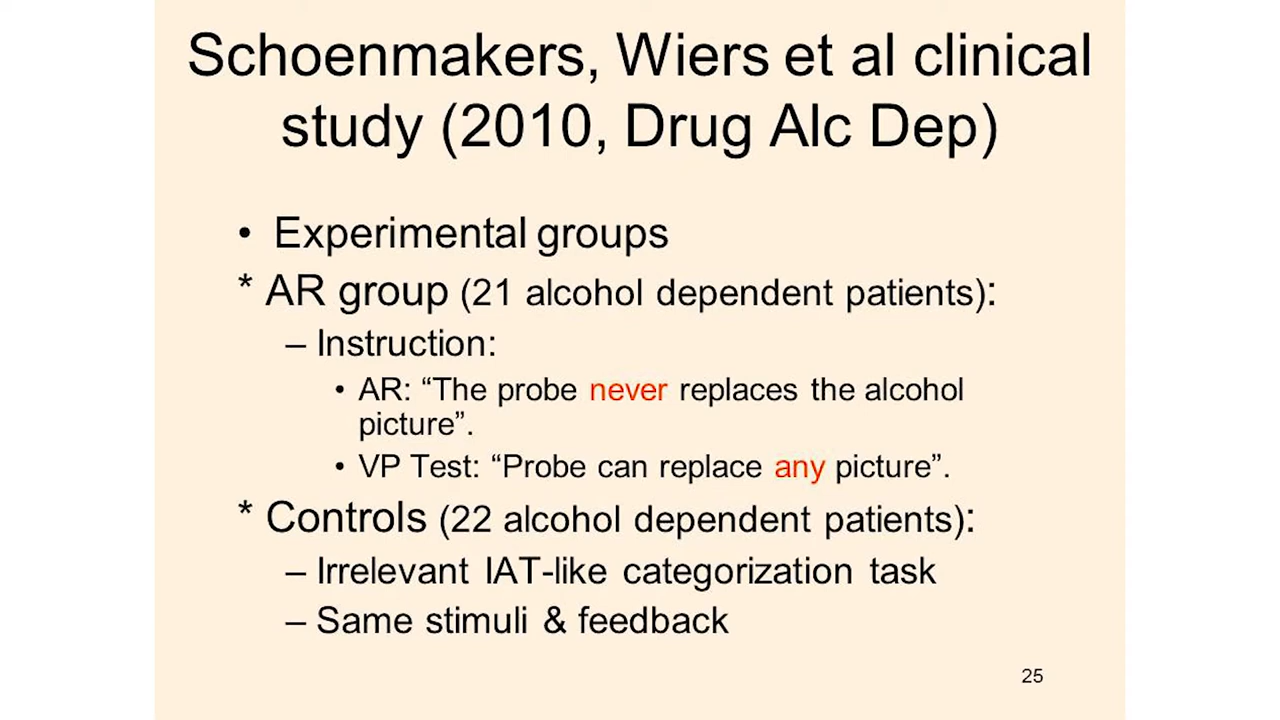 Schoenmakers, Wiers et al clinical
study (2010, Drug Alc Dep)
• Experimental groups
* AR group (21 alcohol dependent patients):
– Instruction:
• AR: “The probe never replaces the alcohol
picture”.
• VP Test: “Probe can replace any picture”.
* Controls (22 alcohol dependent patients):
– Irrelevant IAT-like categorization task
– Same stimuli & feedback
25